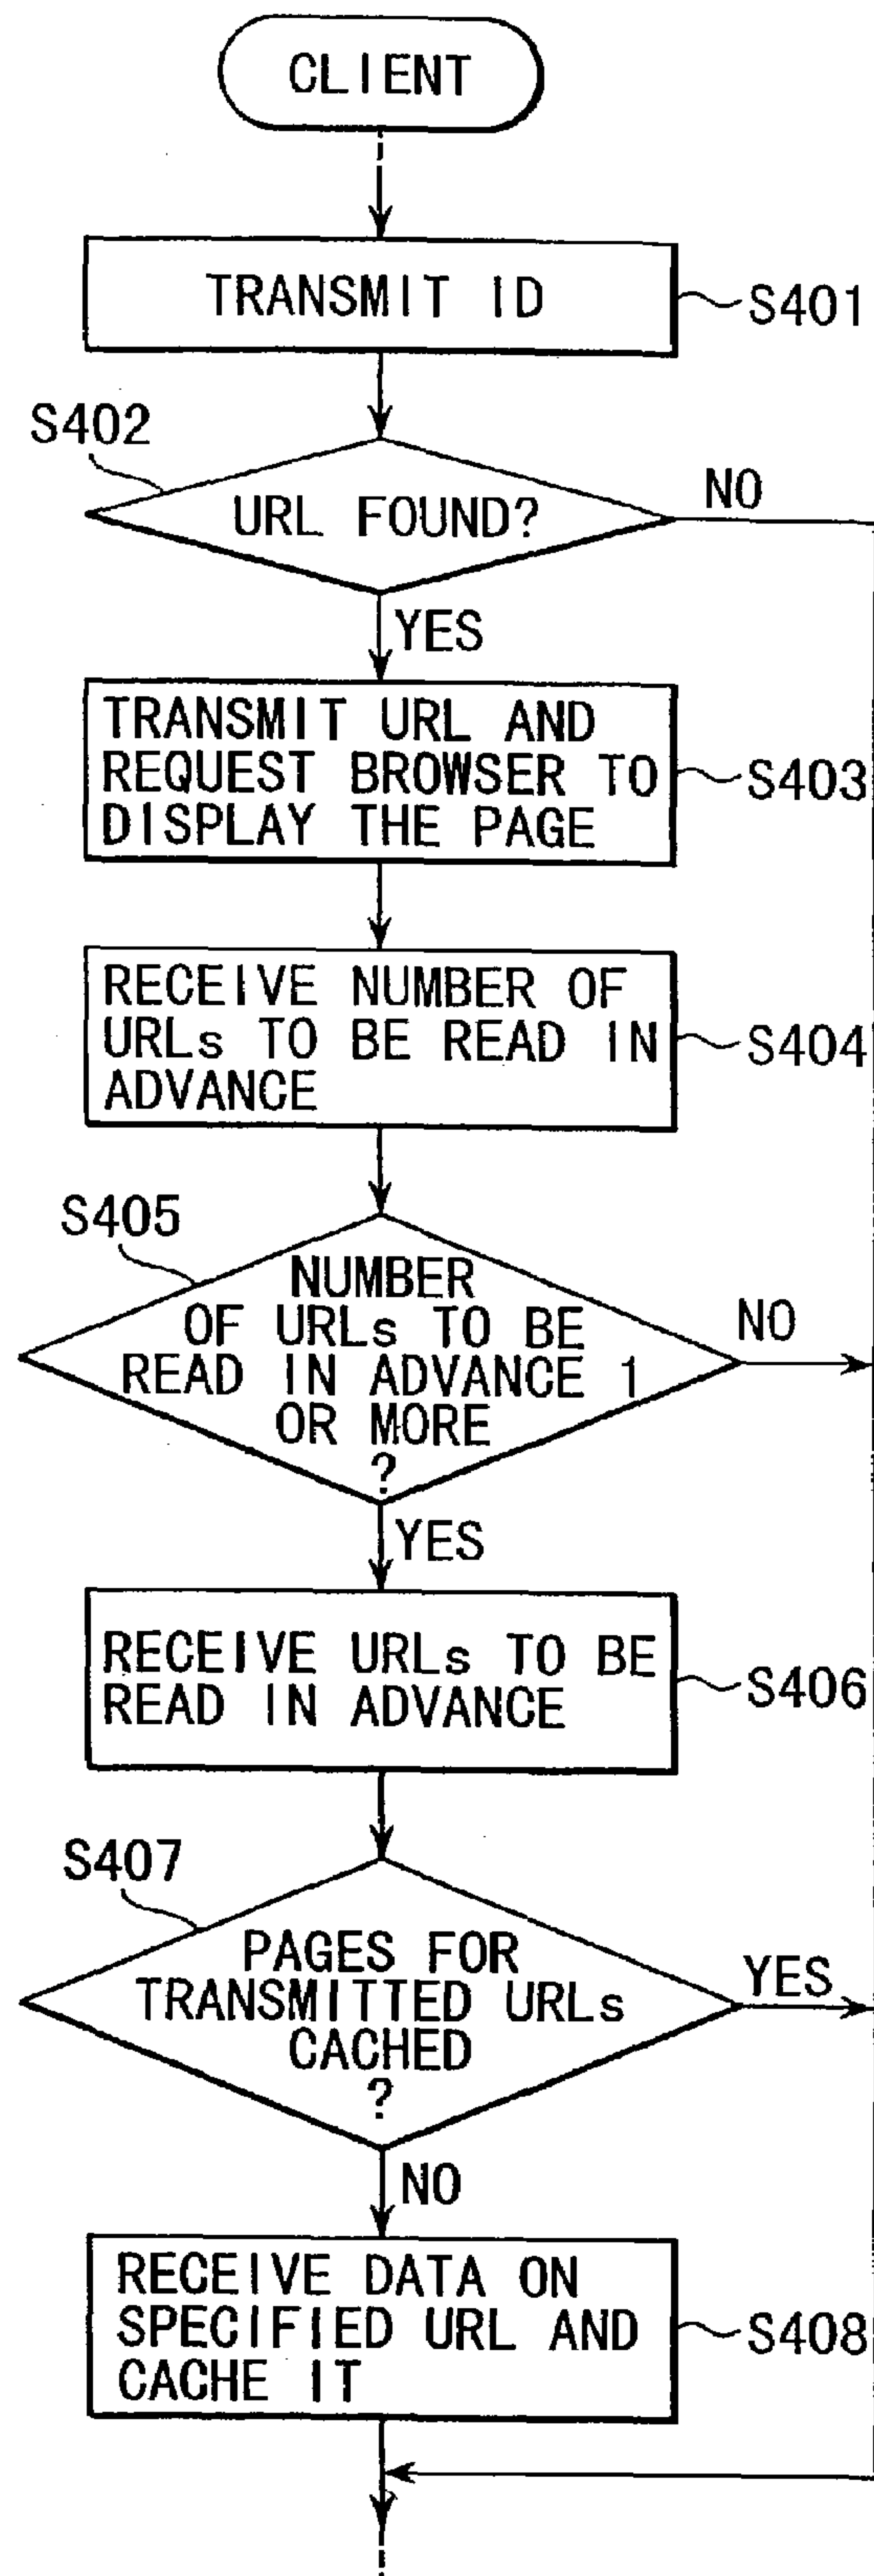 CLIENT
TRANSMIT ID
S401
S402
URL FOUND?
NO
YES
TRANSMIT URL AND
REQUEST BROWSER TO
DISPLAY THE PAGE
S403
RECEIVE NUMBER OF
URLs TO BE READ IN
ADVANCE
S404
S405
NUMBER
OF URLs TO BE
READ IN ADVANCE 1
OR MORE
?
NO
YES
RECEIVE URLs TO BE
READ IN ADVANCE
S406
S407
PAGES FOR
TRANSMITTED URLs
CACHED
?
YES
NO
RECEIVE DATA ON
SPECIFIED URL AND
CACHE IT
S408